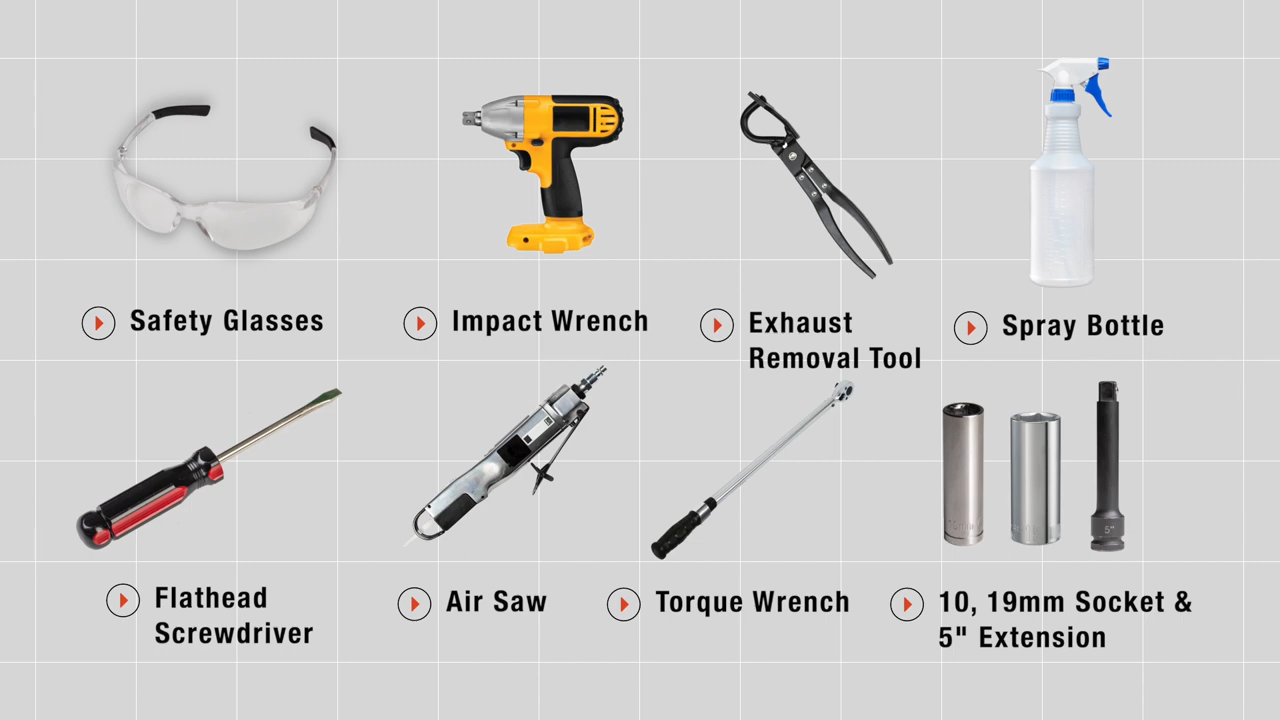 Safety Glasses
Impact Wrench
Exhaust
Removal Tool
Spray Bottle
5"
Flathead
Screwdriver
Air Saw
Torque Wrench
10, 19mm Socket &
5" Extension